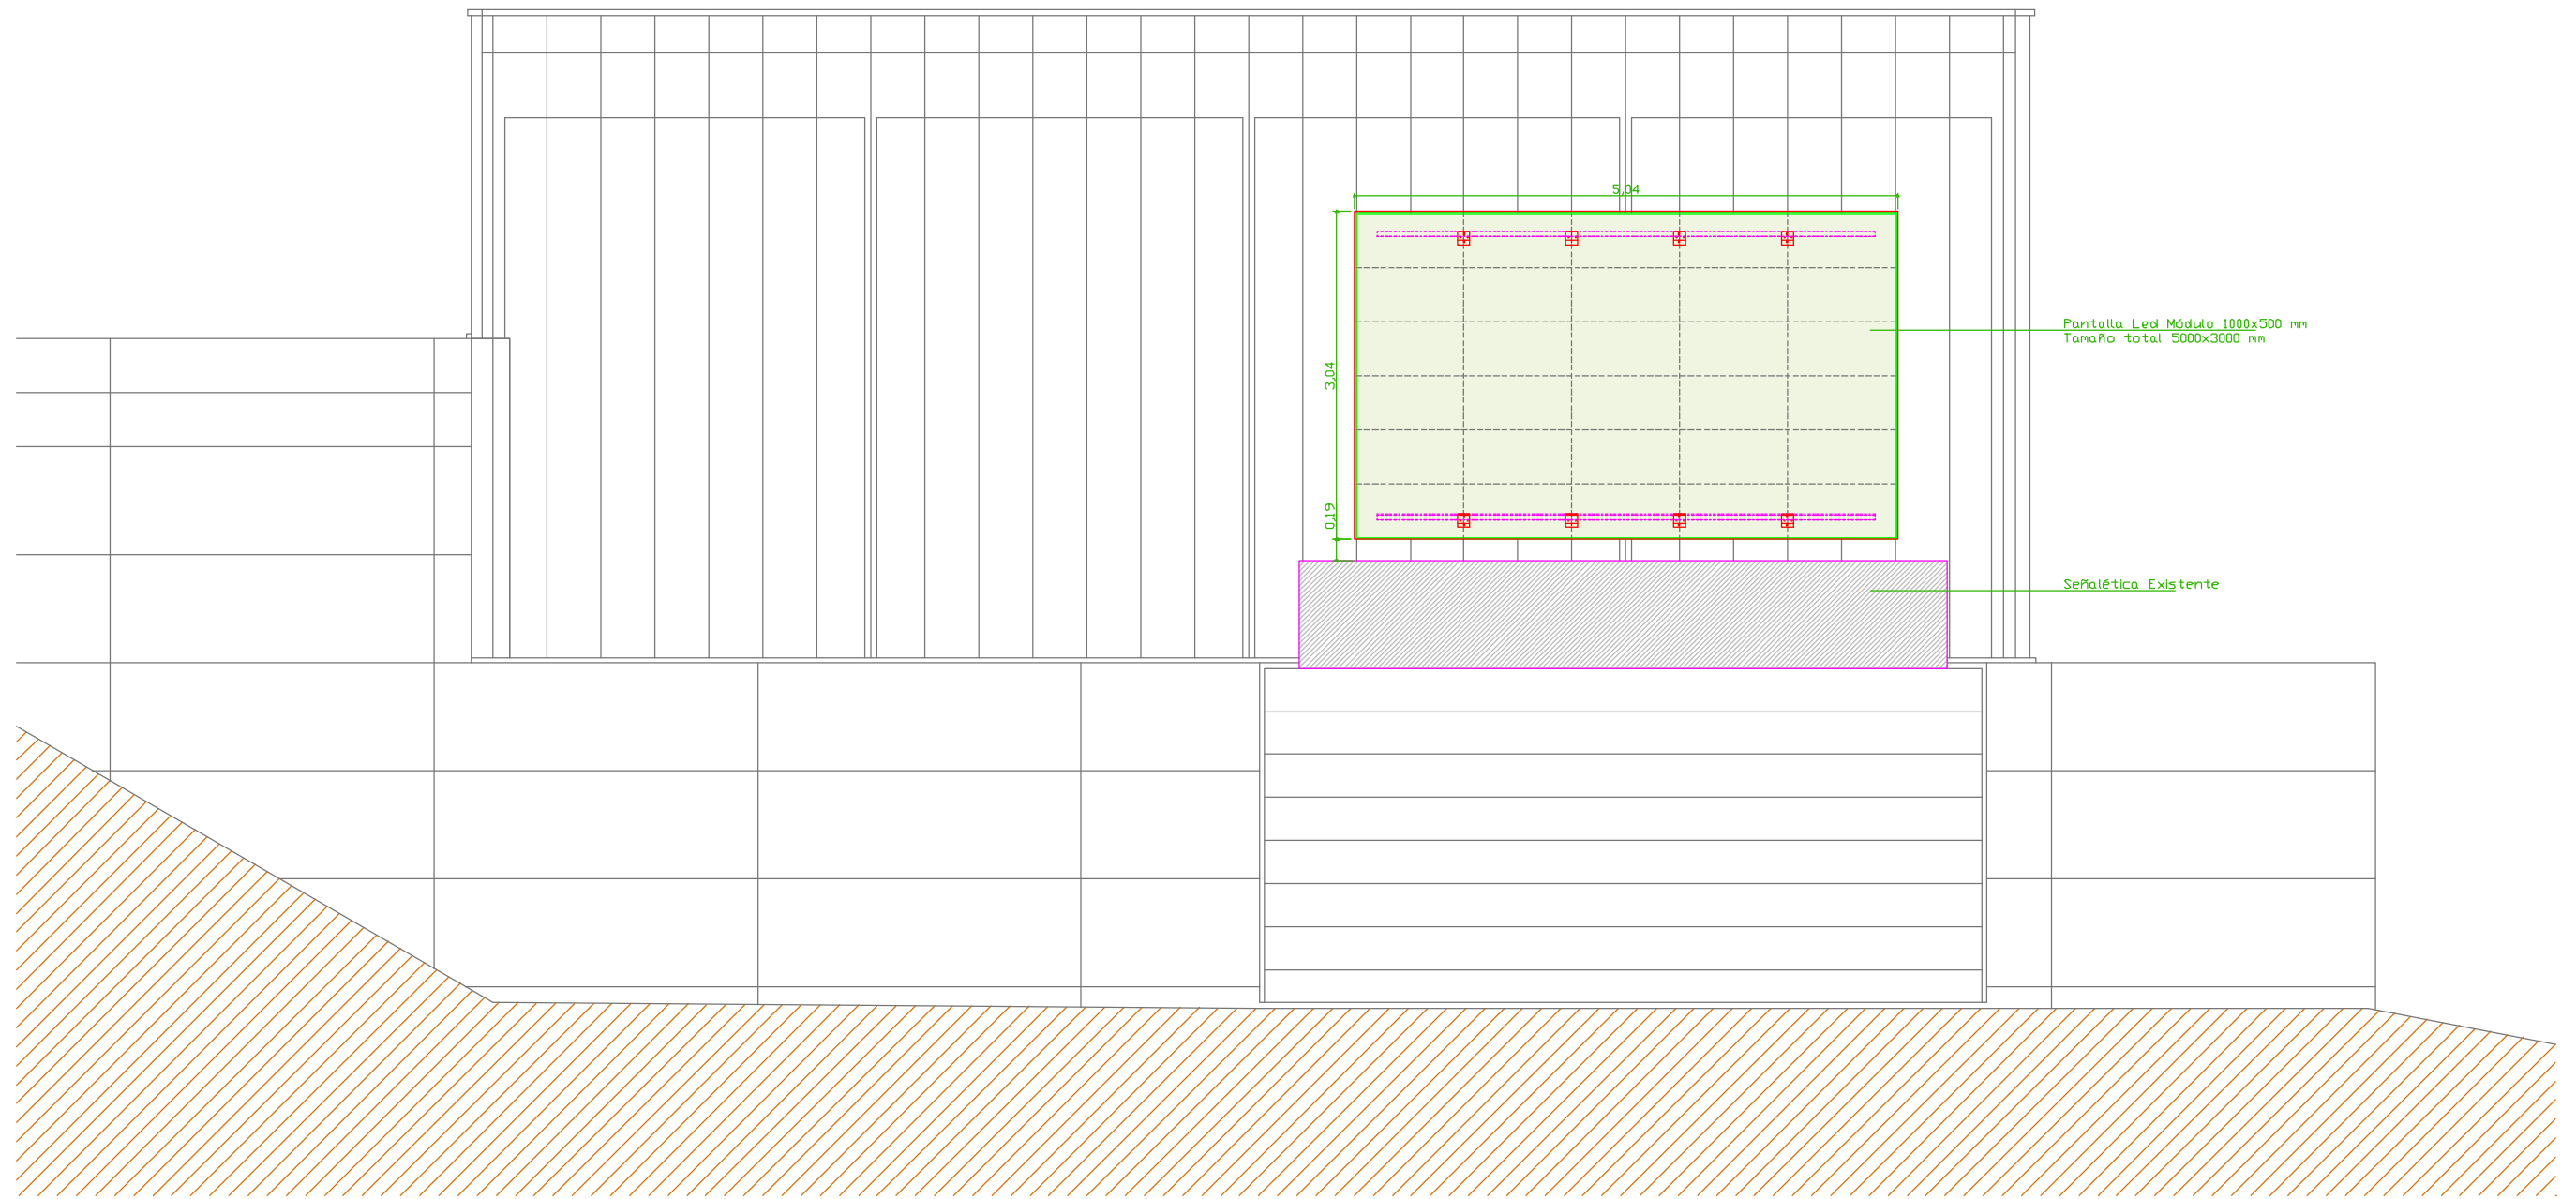 5,04
Pantalla Led Módulo 1000x500 mm
Tamaño total 5000x3000 mm
3,04
0,19
Señalética Existente